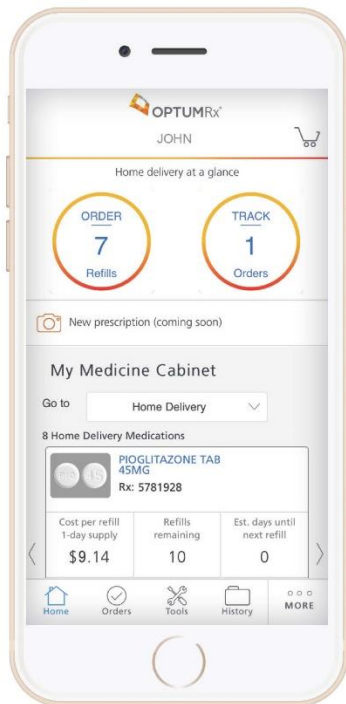 OPTUMRx®
JOHN
Home delivery at a glance
ORDER
7
Refills
TRACK
1
Orders
New prescription (coming soon)
My Medicine Cabinet
Go to
Home Delivery
8 Home Delivery Medications
PIOGLITAZONE TAB
45MG
Rx: 5781928
Cost per refill
1-day supply
$9.14
Refills
remaining
10
Est. days until
next refill
0
Home
Orders
Tools
History
MORE